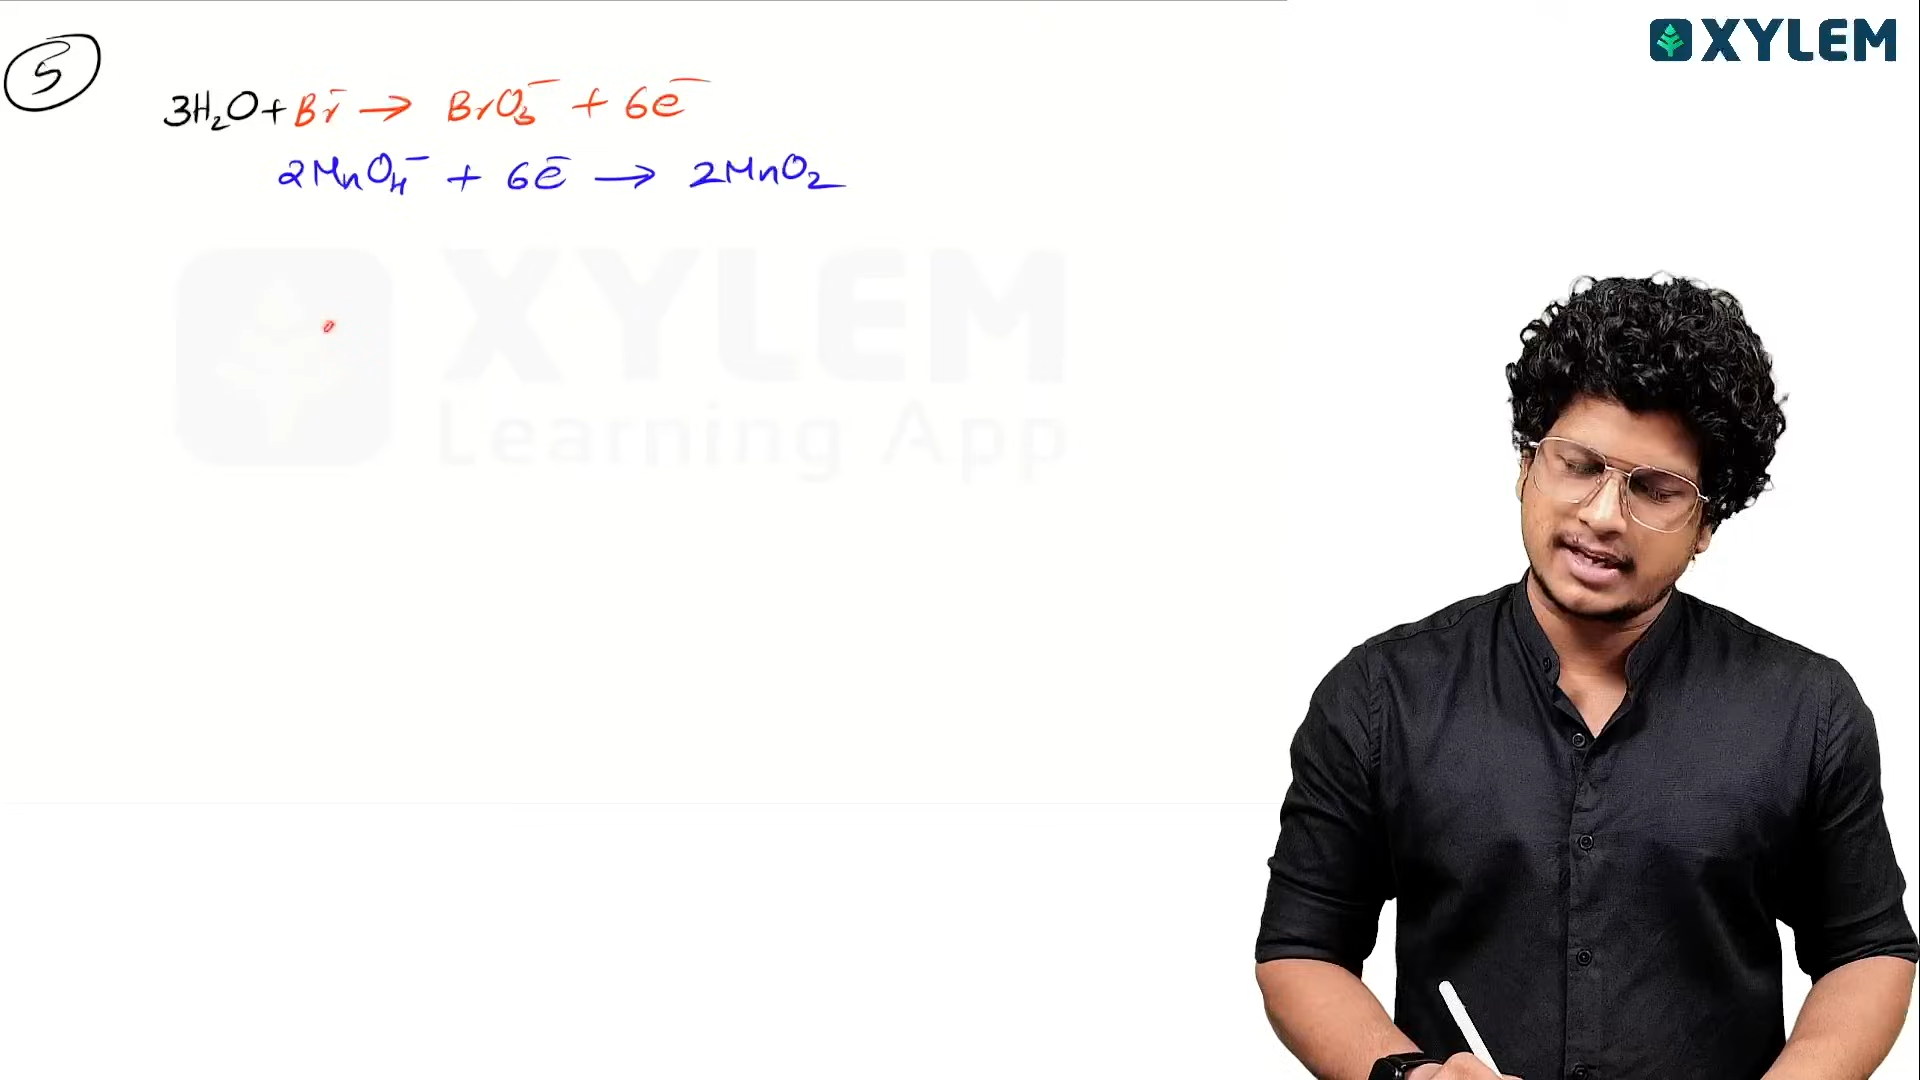 XYLEM
5
3H₂O + Br⁻ → BrO₃⁻ + 6e⁻
2MnO₄⁻ + 6e⁻ → 2MnO₂
XYLEM
Learning App